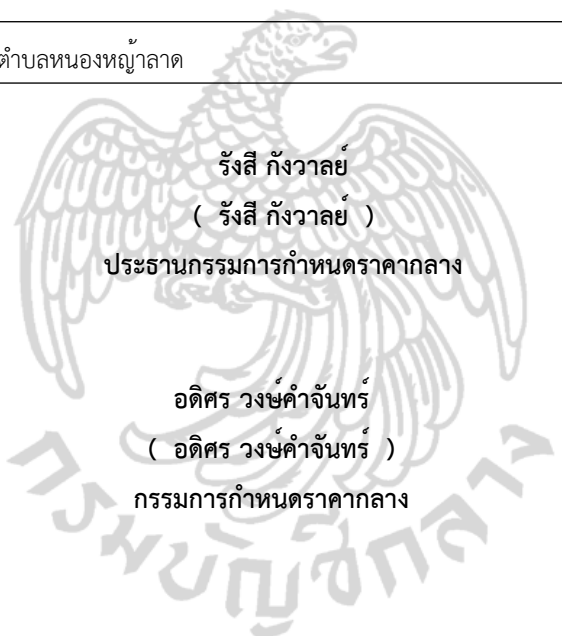 ตำบลหนองหญ้าลาด
รังสี กังวาลย์
( รังสี กังวาลย์ )
ประธานกรรมการกำหนดราคากลาง
อดิศร วงษ์คำจันทร์
( อดิศร วงษ์คำจันทร์ )
กรรมการกำหนดราคากลาง
กรมบัญชีกลาง